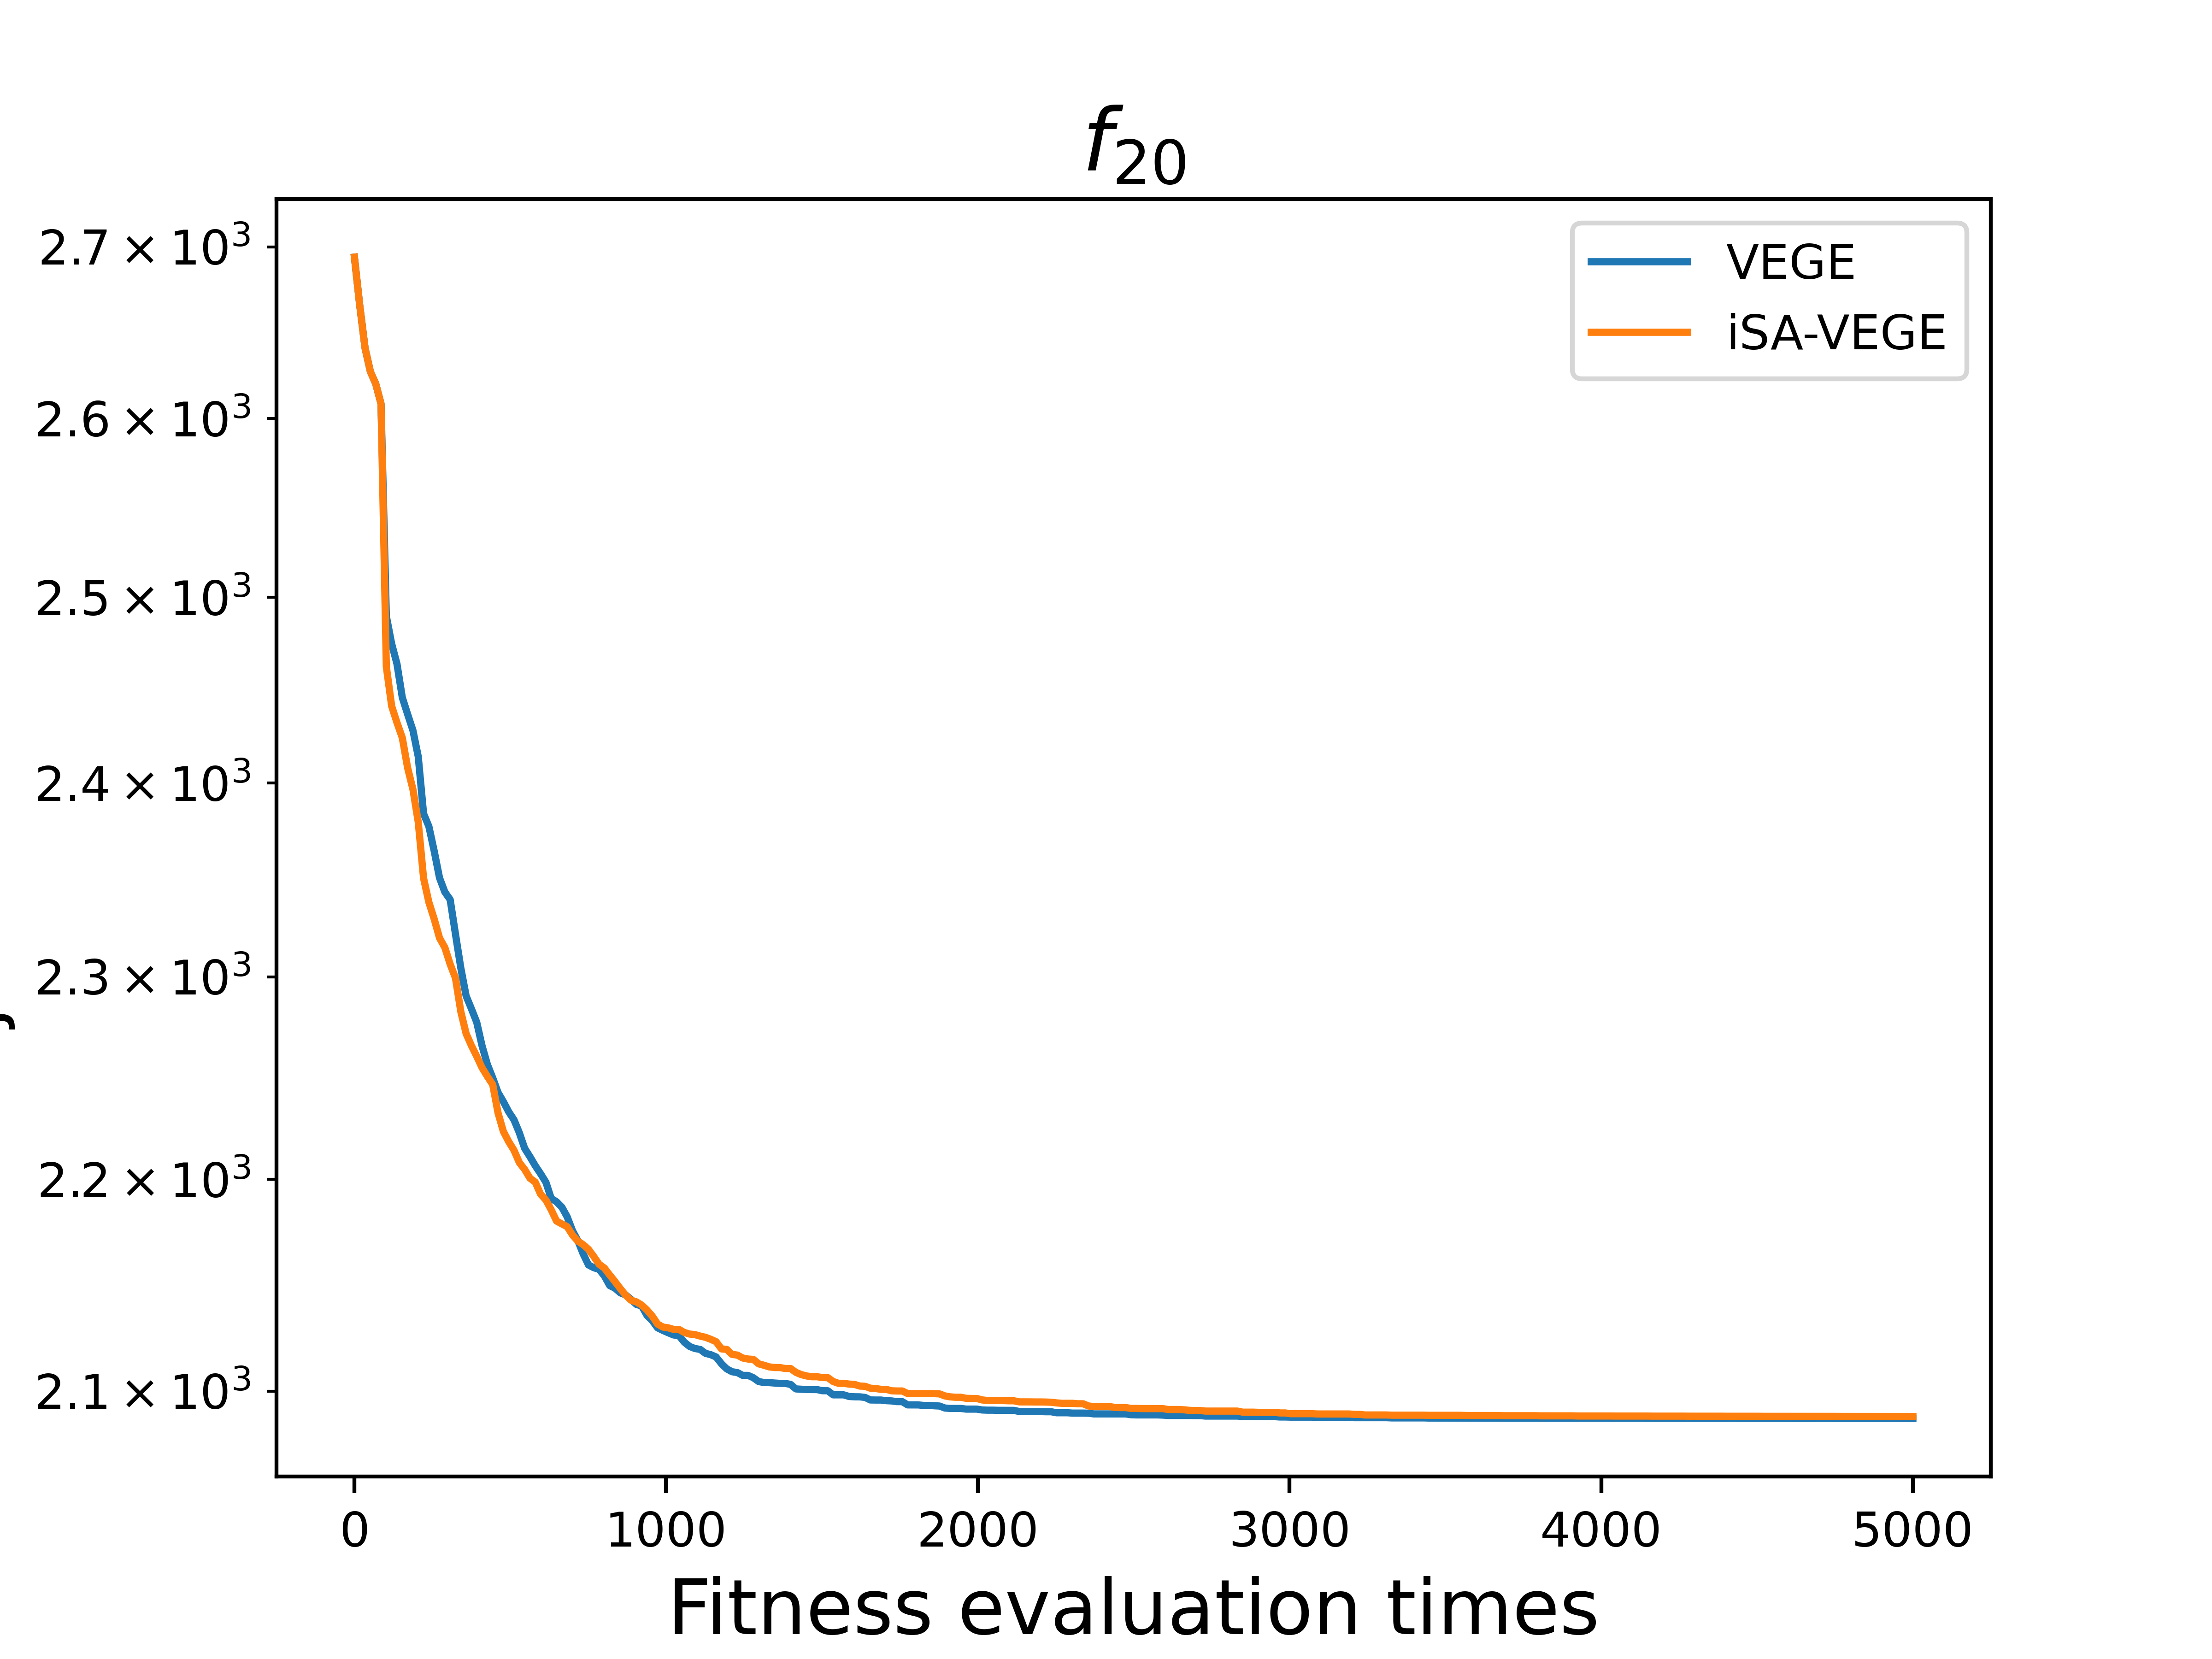 f₂₀
2.7 × 10³
2.6 × 10³
2.5 × 10³
2.4 × 10³
2.3 × 10³
2.2 × 10³
2.1 × 10³
VEGE
iSA-VEGE
0 1000 2000 3000 4000 5000
Fitness evaluation times